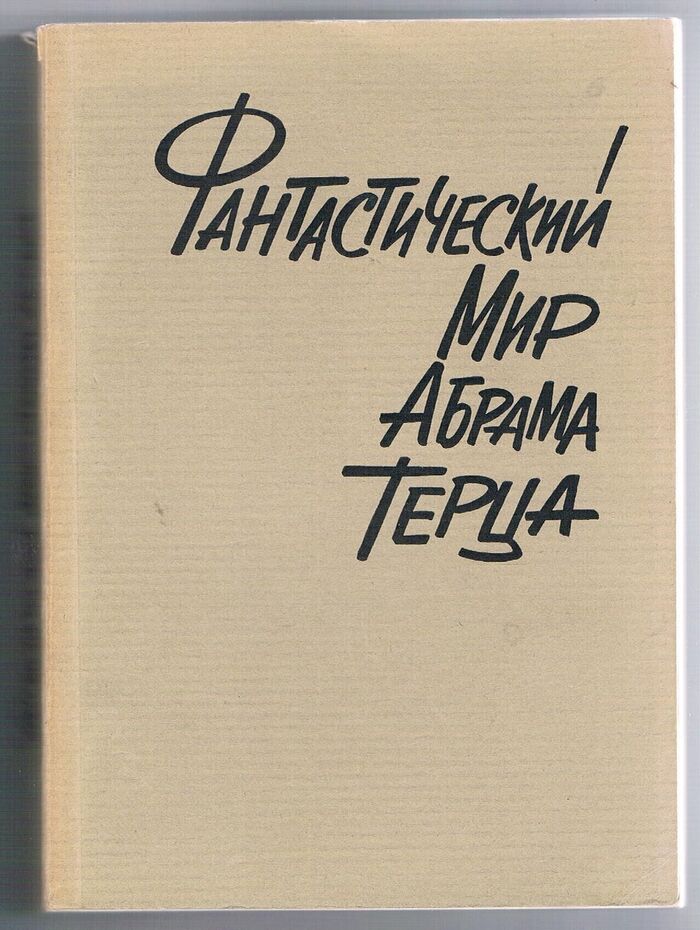 Фантастический
Мир
Абрама
Терца